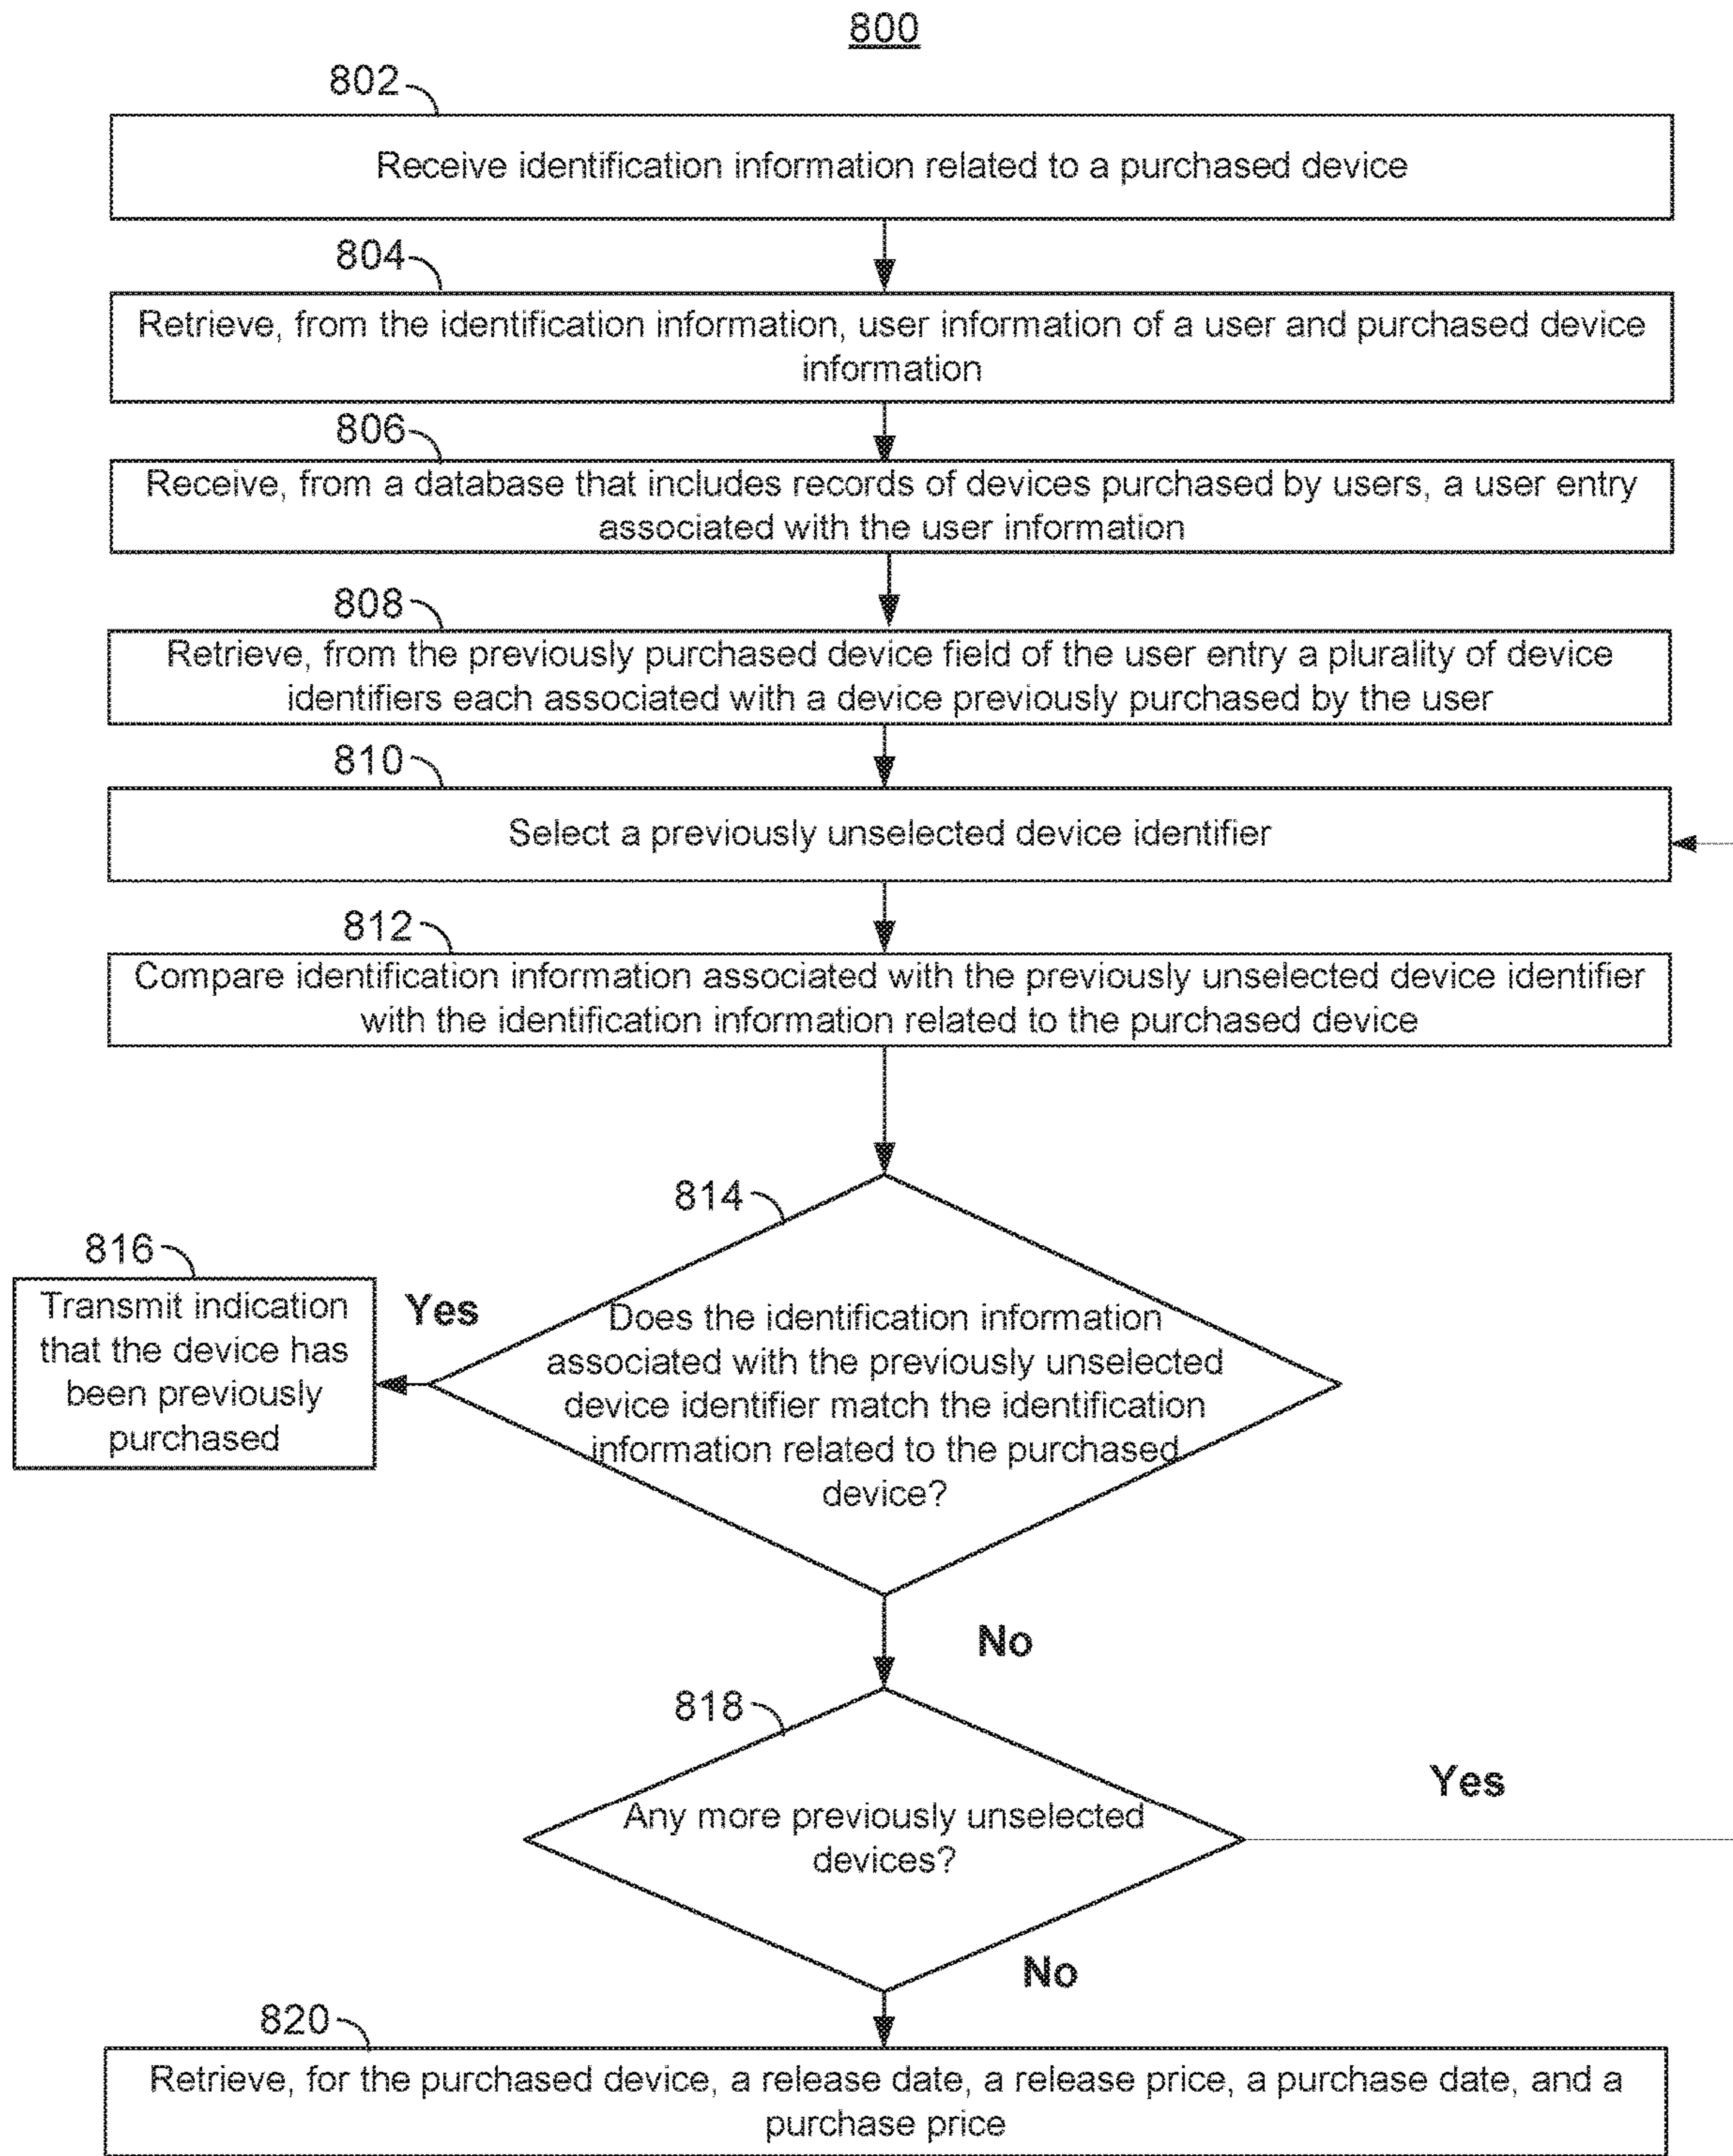 800
802
Receive identification information related to a purchased device
804
Retrieve, from the identification information, user information of a user and purchased device
information
806
Receive, from a database that includes records of devices purchased by users, a user entry
associated with the user information
808
Retrieve, from the previously purchased device field of the user entry a plurality of device
identifiers each associated with a device previously purchased by the user
810
Select a previously unselected device identifier
812
Compare identification information associated with the previously unselected device identifier
with the identification information related to the purchased device
814
Does the identification information
associated with the previously unselected
device identifier match the identification
information related to the purchased
device?
Yes
816
Transmit indication
that the device has
been previously
purchased
No
818
Any more previously unselected
devices?
Yes
No
820
Retrieve, for the purchased device, a release date, a release price, a purchase date, and a
purchase price